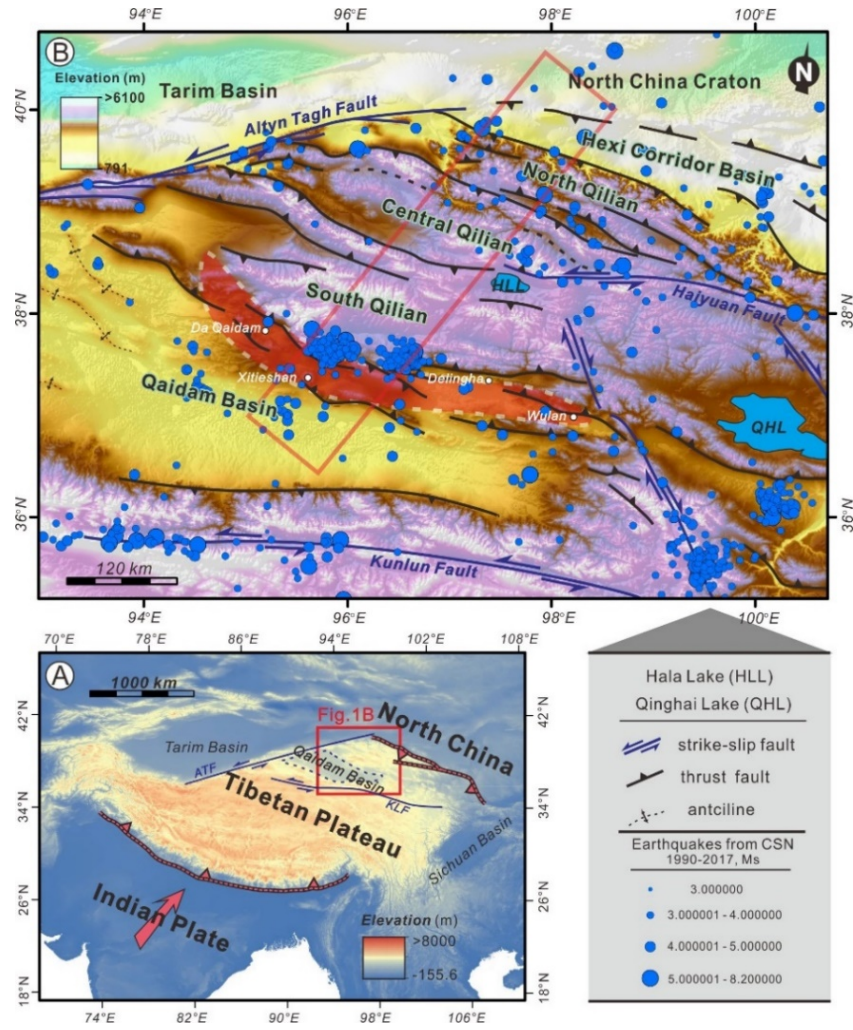 94°E 96°E 98°E 100°E
B
Elevation (m)
>6100
791
Tarim Basin
North China Craton
N
40°N
40°N
Altyn Tagh Fault
Hexi Corridor Basin
North Qilian
Central Qilian
HLL
Haiyuan Fault
38°N
38°N
South Qilian
Da Qaidam
Xitieshan
Qaidam Basin
Wulan
QHL
36°N
36°N
Kunlun Fault
120 km
94°E 96°E 98°E 100°E
70°E 78°E 86°E 94°E 102°E 108°E
A
1000 km
Fig.1B
North China
42°N
42°N
Tarim Basin
ATF
Qaidam Basin
Tibetan Plateau
KLF
34°N
34°N
Sichuan Basin
26°N
26°N
Indian Plate
Elevation (m)
>8000
-155.6
18°N
18°N
74°E 82°E 90°E 98°E 106°E
Hala Lake (HLL)
Qinghai Lake (QHL)
strike-slip fault
thrust fault
antciline
Earthquakes from CSN
1990-2017, Ms
3.000000
3.000001 - 4.000000
4.000001 - 5.000000
5.000001 - 8.200000